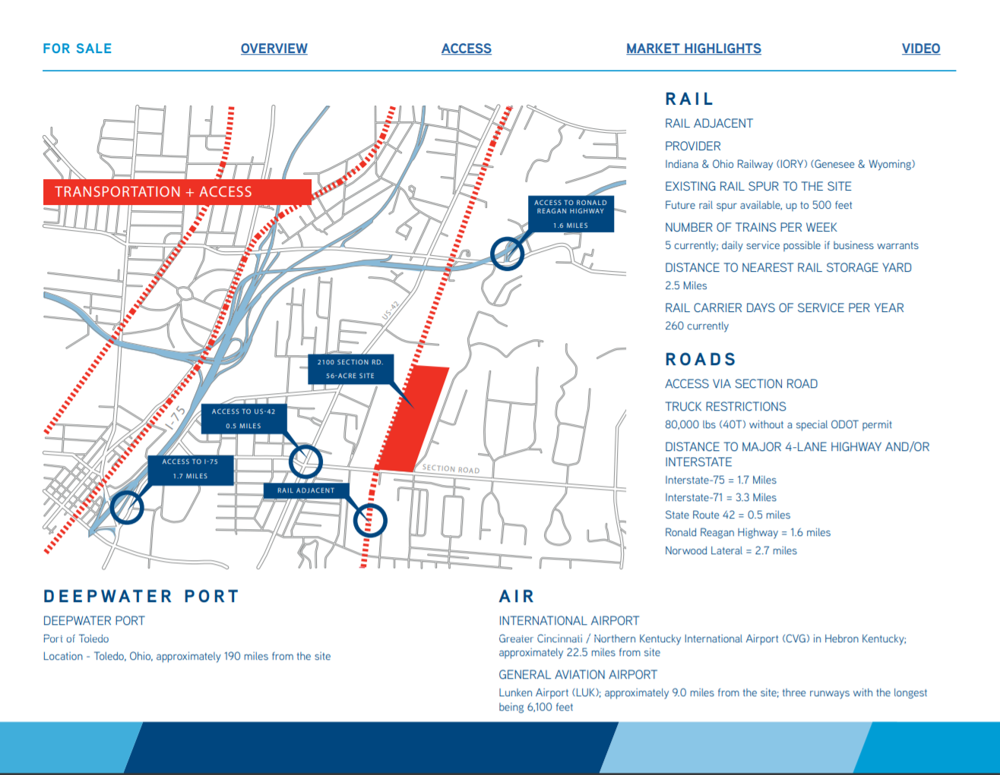 FOR SALE
OVERVIEW
ACCESS
MARKET HIGHLIGHTS
VIDEO
TRANSPORTATION + ACCESS
ACCESS TO RONALD
REAGAN HIGHWAY
1.6 MILES
US-42
2100 SECTION RD.
56-ACRE SITE
I-75
ACCESS TO US-42
0.5 MILES
ACCESS TO I-75
1.7 MILES
SECTION ROAD
RAIL ADJACENT
RAIL
RAIL ADJACENT
PROVIDER
Indiana & Ohio Railway (IORY) (Genesee & Wyoming)
EXISTING RAIL SPUR TO THE SITE
Future rail spur available, up to 500 feet
NUMBER OF TRAINS PER WEEK
5 currently; daily service possible if business warrants
DISTANCE TO NEAREST RAIL STORAGE YARD
2.5 Miles
RAIL CARRIER DAYS OF SERVICE PER YEAR
260 currently
ROADS
ACCESS VIA SECTION ROAD
TRUCK RESTRICTIONS
80,000 lbs (40T) without a special ODOT permit
DISTANCE TO MAJOR 4-LANE HIGHWAY AND/OR
INTERSTATE
Interstate-75 = 1.7 Miles
Interstate-71 = 3.3 Miles
State Route 42 = 0.5 miles
Ronald Reagan Highway = 1.6 miles
Norwood Lateral = 2.7 miles
DEEPWATER PORT
DEEPWATER PORT
Port of Toledo
Location - Toledo, Ohio, approximately 190 miles from the site
AIR
INTERNATIONAL AIRPORT
Greater Cincinnati / Northern Kentucky International Airport (CVG) in Hebron Kentucky;
approximately 22.5 miles from site
GENERAL AVIATION AIRPORT
Lunken Airport (LUK); approximately 9.0 miles from the site; three runways with the longest
being 6,100 feet